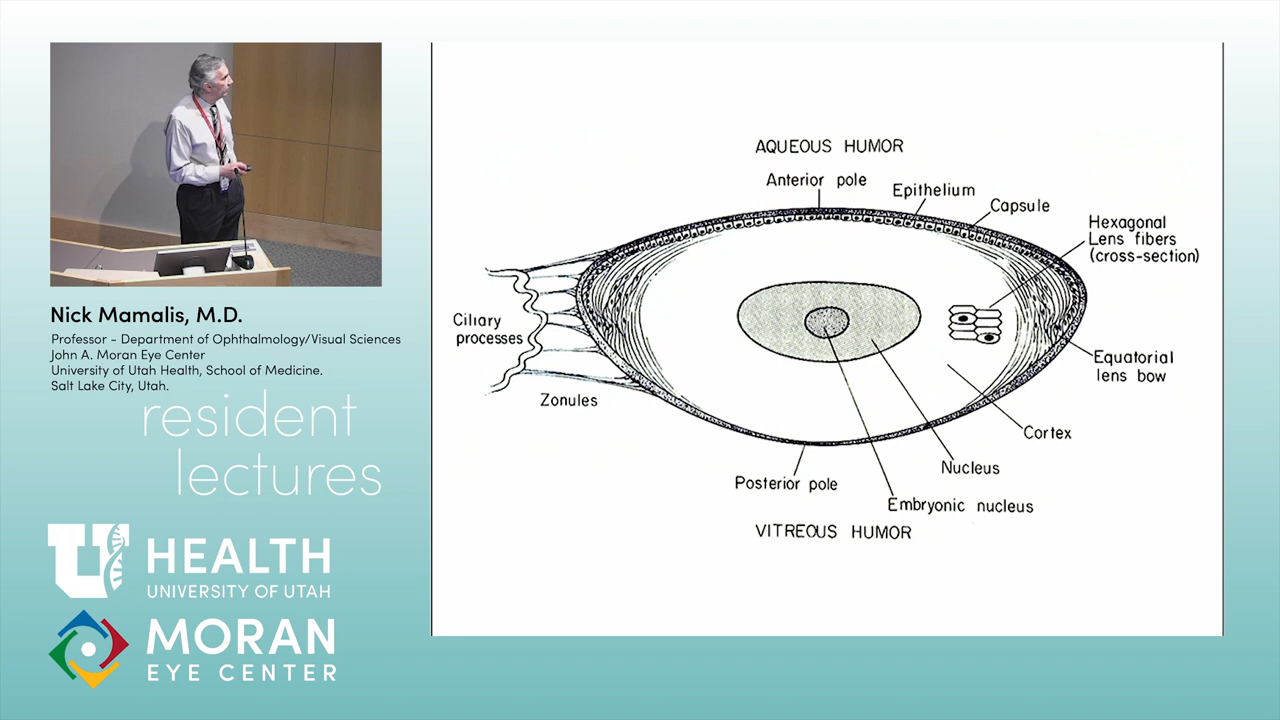 Nick Mamalis, M.D.
Professor - Department of Ophthalmology/Visual Sciences
John A. Moran Eye Center
University of Utah Health, School of Medicine.
Salt Lake City, Utah.
resident
lectures
U HEALTH
UNIVERSITY OF UTAH
MORAN
EYE CENTER
AQUEOUS HUMOR
Anterior pole
Epithelium
Capsule
Hexagonal
Lens fibers
(cross-section)
Ciliary
processes
Zonules
Equatorial
lens bow
Cortex
Nucleus
Posterior pole
Embryonic nucleus
VITREOUS HUMOR